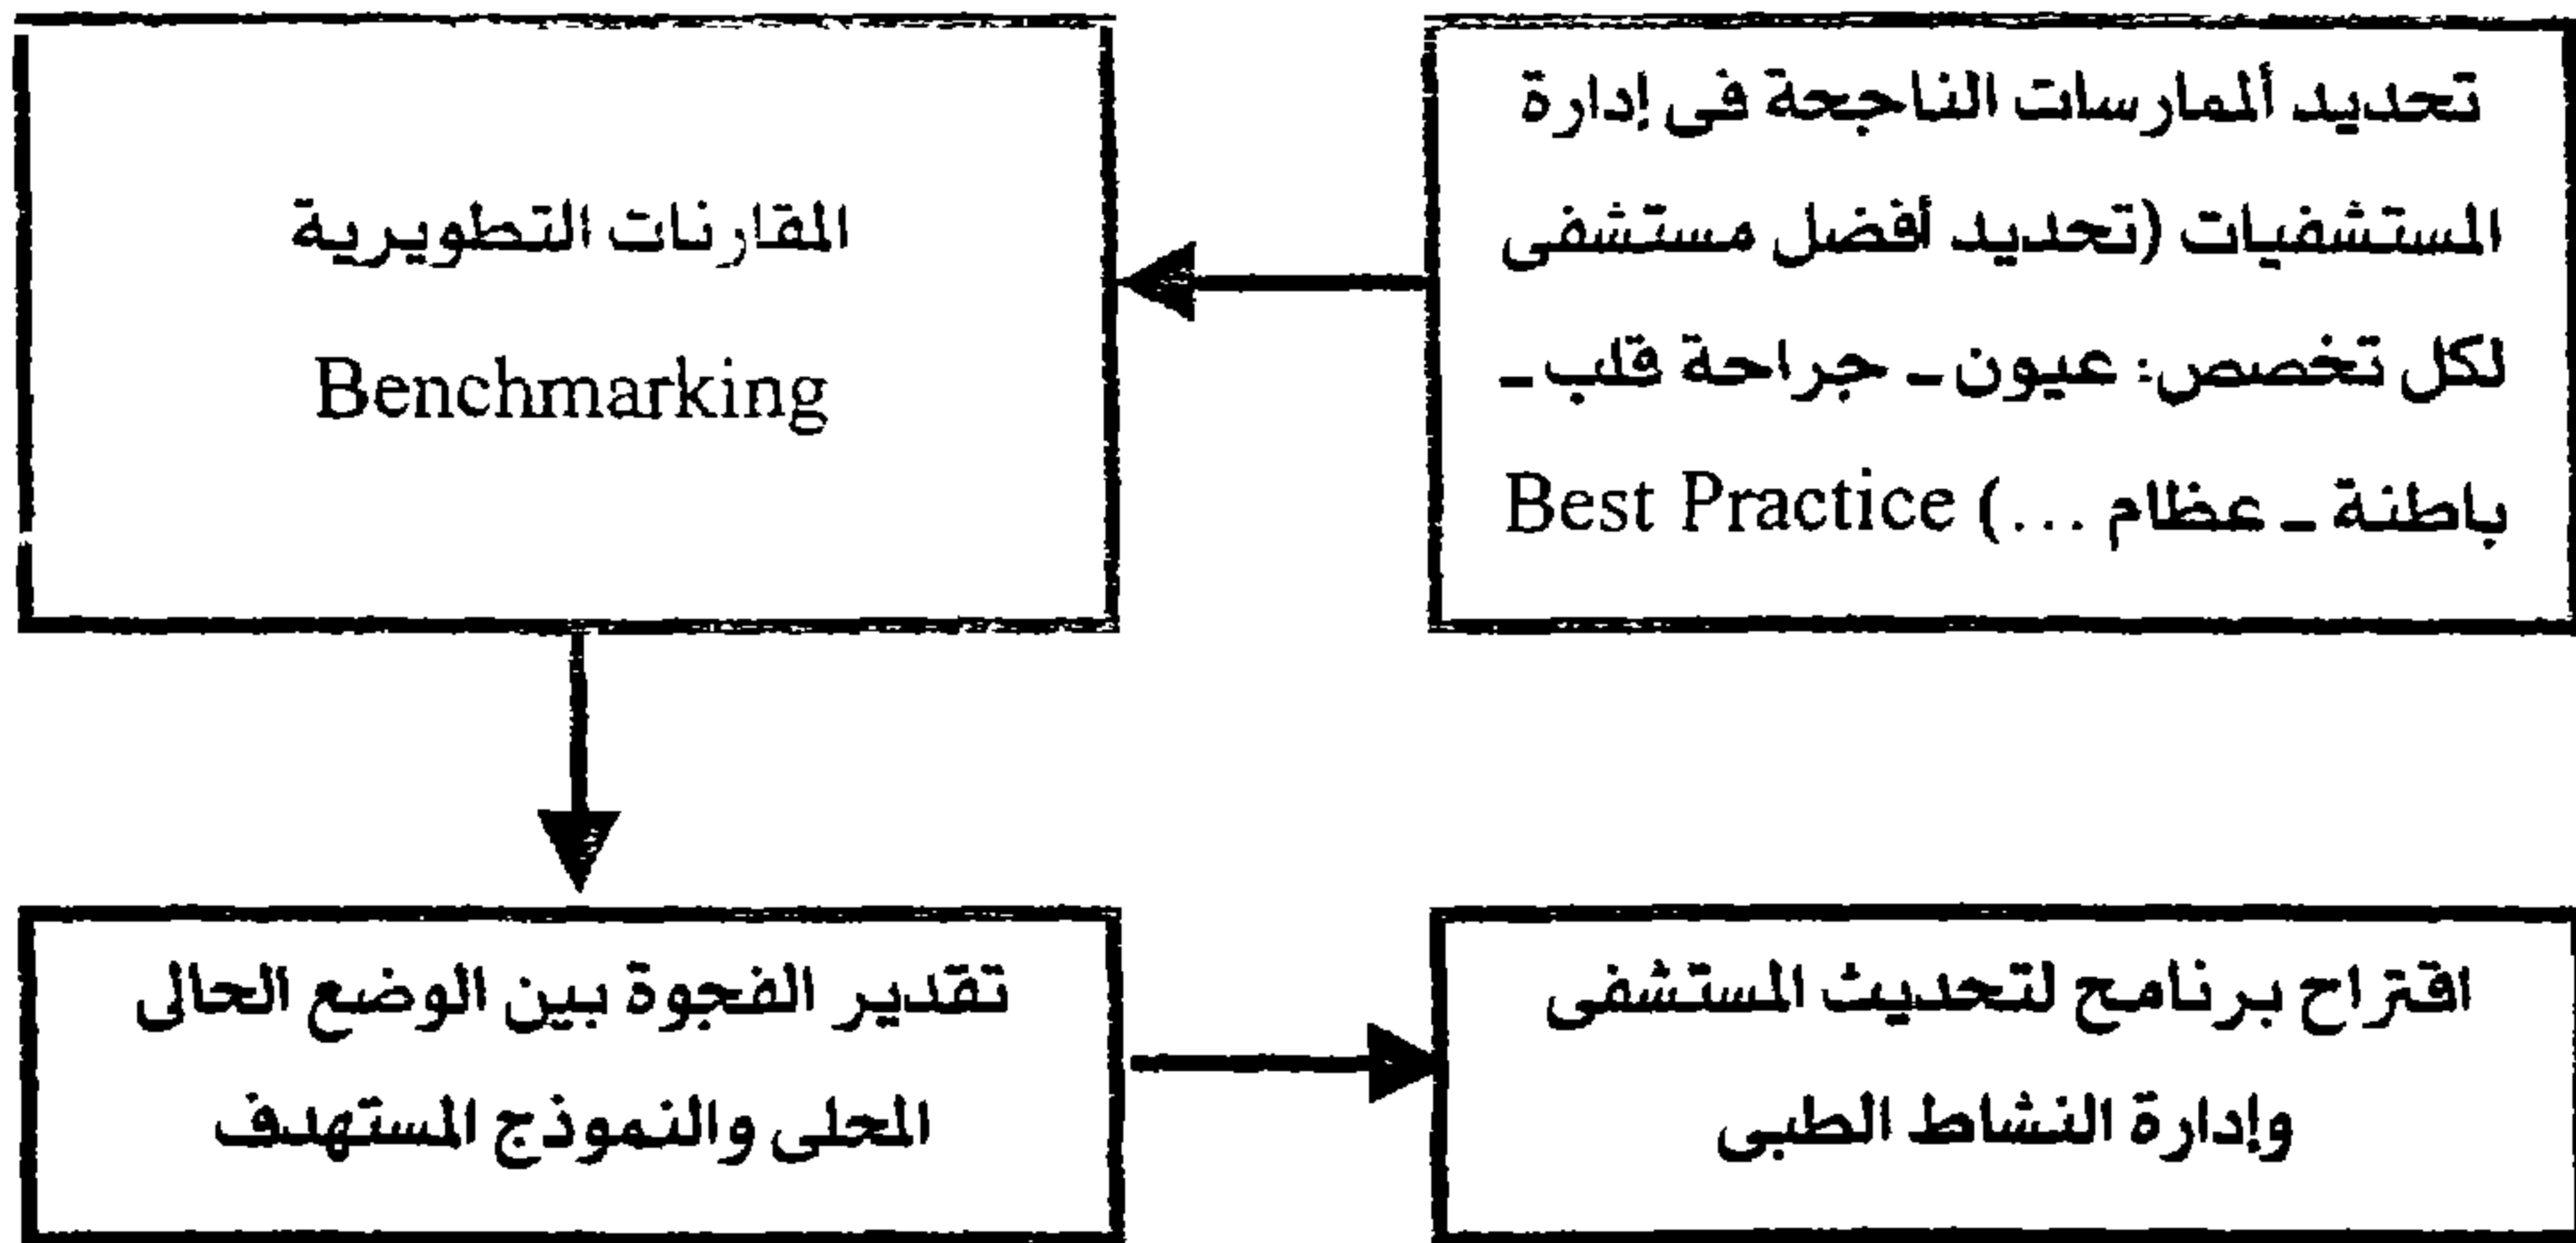 تحديد ألممارسات الناجحة فى إدارة
المستشفيات (تحديد أفضل مستشفى
لكل تخصص: عيون ـ جراحة قلب ـ
باطنة ـ عظام ...) Best Practice
المقارنات التطويرية
Benchmarking
تقدير الفجوة بين الوضع الحالى
المحلى والنموذج المستهدف
اقتراح برنامج لتحديث المستشفى
وإدارة النشاط الطبى